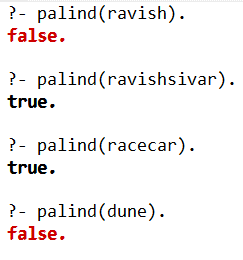 ?- palind(ravish).
false.
?- palind(ravishsivar).
true.
?- palind(racecar).
true.
?- palind(dune).
false.